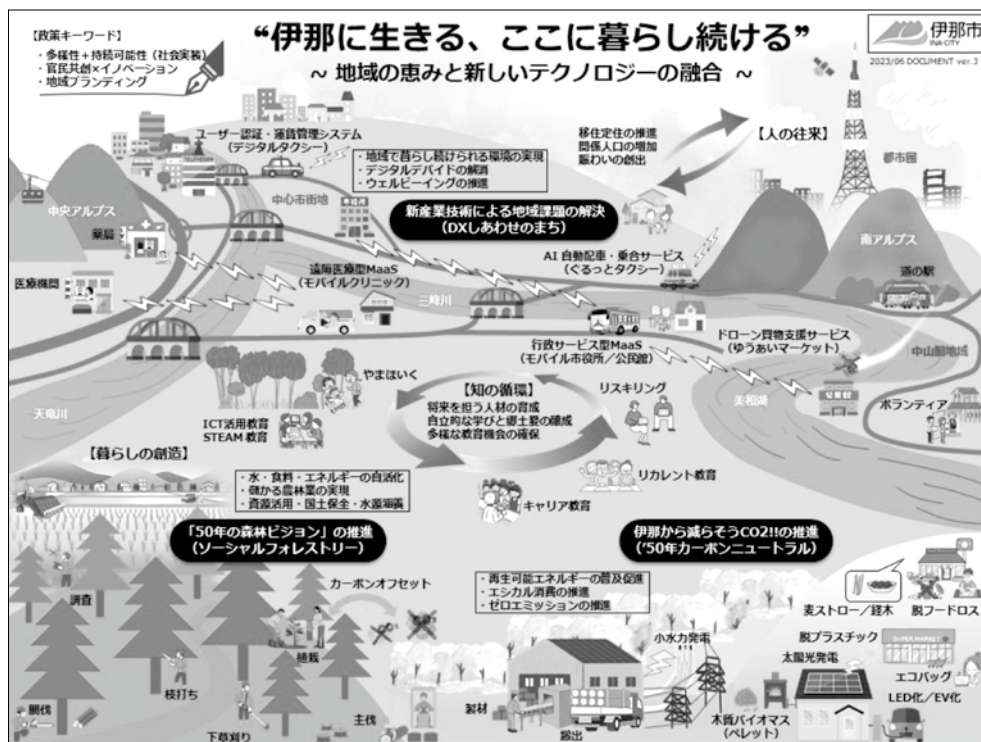 【政策キーワード】
・多様性＋持続可能性（社会実装）
・官民共創×イノベーション
・地域ブランディング
“伊那に生きる、ここに暮らし続ける”
～ 地域の恵みと新しいテクノロジーの融合 ～
伊那市
INA-CITY
2023/06 DOCUMENT ver.3
ユーザー認証・運賃管理システム
（デジタルタクシー）
・地域で暮らし続けられる環境の実現
・デジタルデバイドの解消
・ウェルビーイングの推進
移住定住の推進
関係人口の増加
賑わいの創出
【人の往来】
都市圏
中央アルプス
中心市街地
新産業技術による地域課題の解決
（DXしあわせのまち）
薬局
医療機関
遠隔医療型MaaS
（モバイルクリニック）
三峰川
AI 自動配車・乗合サービス
（ぐるっとタクシー）
南アルプス
道の駅
行政サービス型MaaS
（モバイル市役所／公民館）
ドローン貨物支援サービス
（ゆうあいマーケット）
中山間地域
天竜川
やまほいく
ICT活用教育
STEAM 教育
【知の循環】
将来を担う人材の育成
自立的な学びと郷土愛の醸成
多様な教育機会の確保
リスキリング
美和湖
ボランティア
リカレント教育
キャリア教育
【暮らしの創造】
・水・食料・エネルギーの自活化
・儲かる農林業の実現
・資源活用・国土保全・水源涵養
「50年の森林ビジョン」の推進
（ソーシャルフォレストリー）
伊那から減らそうCO2!!の推進
（’50年カーボンニュートラル）
・再生可能エネルギーの普及促進
・エシカル消費の推進
・ゼロエミッションの推進
調査
カーボンオフセット
植栽
枝打ち
間伐
下草刈り
主伐
製材
搬出
小水力発電
木質バイオマス
（ペレット）
太陽光発電
麦ストロー／経木
脱フードロス
脱プラスチック
SUPER MARKET
エコバッグ
LED化／EV化